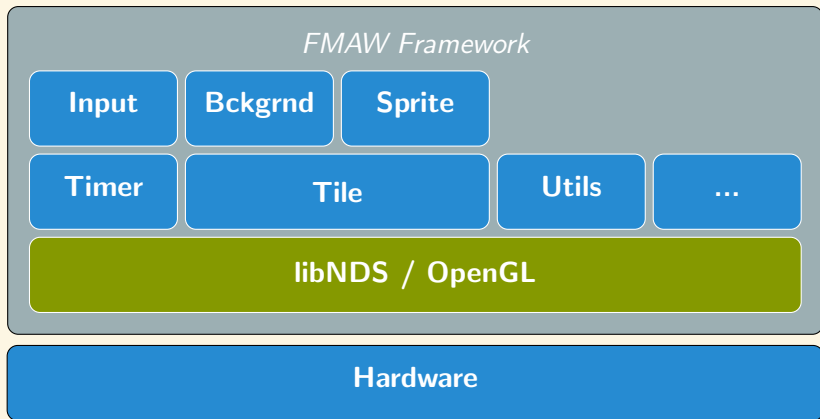 FMAW Framework
Input Bckgrnd Sprite
Timer Tile Utils ...
libNDS / OpenGL
Hardware